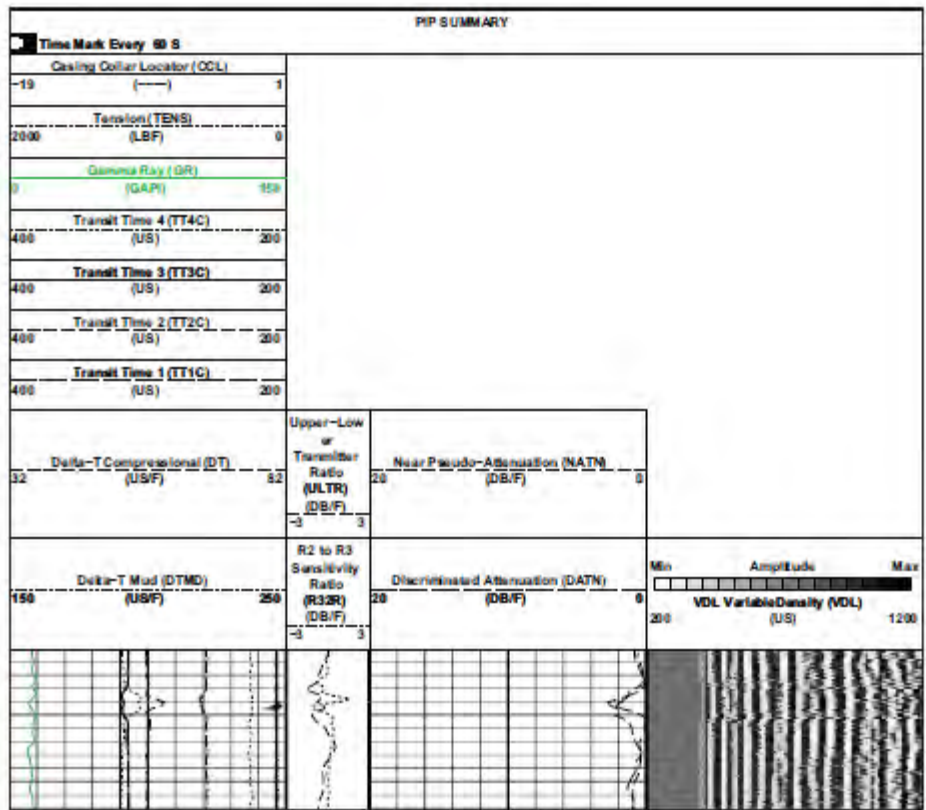 PIP SUMMARY
Time Mark Every 60 S
Casing Collar Locator (CCL)
-19 (----) 1
Tension (TENS)
2000 (LBF) 0
Gamma Ray (GR)
0 (GAPI) 150
Transit Time 4 (TT4C)
400 (US) 200
Transit Time 3 (TT3C)
400 (US) 200
Transit Time 2 (TT2C)
400 (US) 200
Transit Time 1 (TT1C)
400 (US) 200
Delta-T Compressional (DT)
32 (US/F) 82
Upper-Low
or
Tranmitter
Ratio
(ULTR)
(DB/F)
-3 3
Near Pseudo-Attenuation (NATN)
20 (DB/F) 0
Delta-T Mud (DTMD)
150 (US/F) 250
R2 to R3
Sensitivity
Ratio
(R32R)
(DB/F)
-3 3
Discriminated Attenuation (DATN)
20 (DB/F) 0
Min Amplitude Max
VDL VariableDensity (VDL)
200 (US) 1200